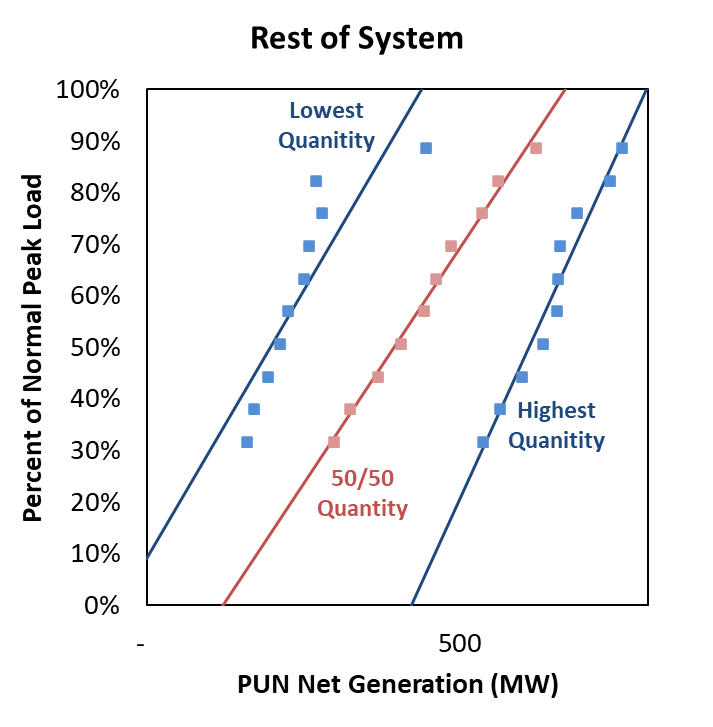 Rest of System
100%
90%
80%
70%
60%
50%
40%
30%
20%
10%
0%
Percent of Normal Peak Load
Lowest
Quanitity
50/50
Quantity
Highest
Quanitity
-
500
PUN Net Generation (MW)